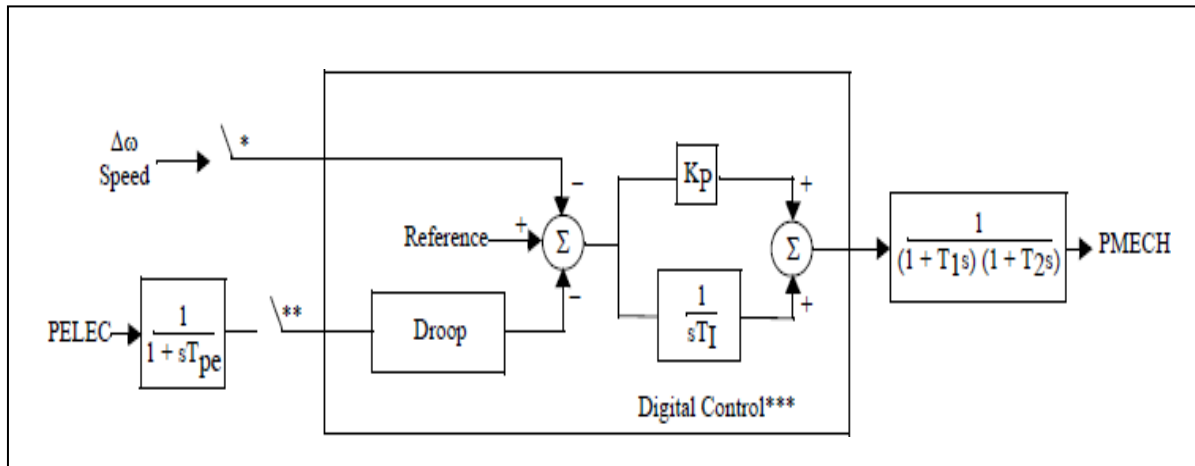 Δω
Speed
*
−
Reference
+
Σ
−
Kp
+
Σ
+
1
sTI
1
(1 + T1s) (1 + T2s)
PMECH
PELEC
1
1 + sTpe
**
Droop
Digital Control***